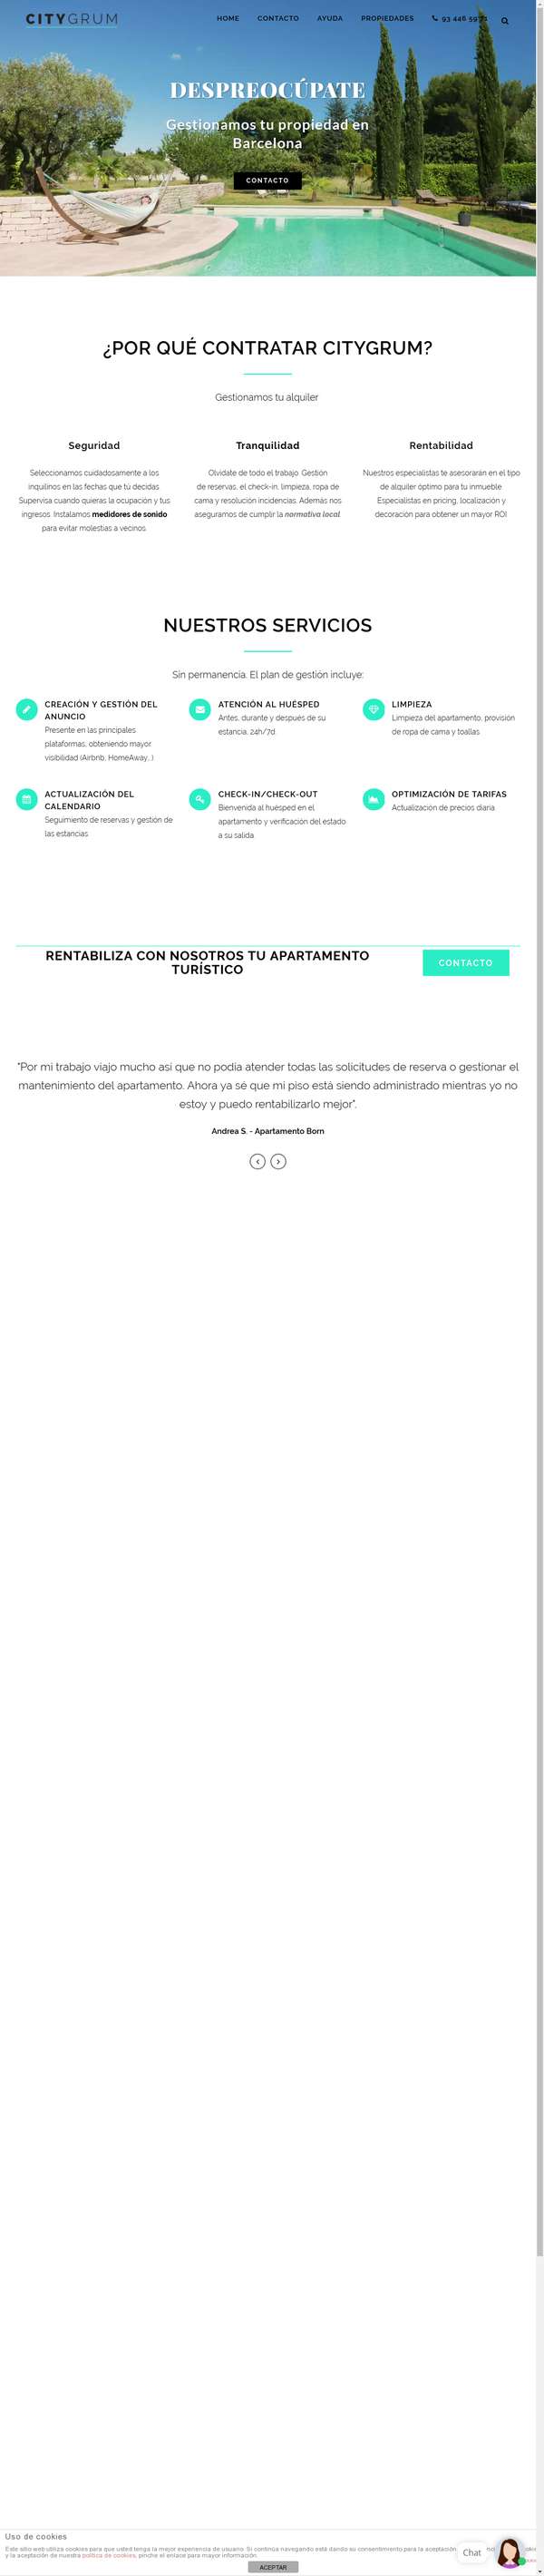 CITYGRUM
HOME CONTACTO AYUDA PROPIEDADES 93 446 59 71
DESPREOCÚPATE
Gestionamos tu propiedad en
Barcelona
CONTACTO
¿POR QUÉ CONTRATAR CITYGRUM?
Gestionamos tu alquiler
Seguridad
Seleccionamos cuidadosamente a los
inquilinos en las fechas que tú decidas.
Supervisa cuando quieras la ocupación y tus
ingresos. Instalamos medidores de sonido
para evitar molestias a vecinos.
Tranquilidad
Olvídate de todo el trabajo. Gestión
de reservas, el check-in, limpieza, ropa de
cama y resolución incidencias. Además nos
aseguramos de cumplir la normativa local.
Rentabilidad
Nuestros especialistas te asesorarán en el tipo
de alquiler óptimo para tu inmueble.
Especialistas en pricing, localización y
decoración para obtener un mayor ROI
NUESTROS SERVICIOS
Sin permanencia. El plan de gestión incluye:
CREACIÓN Y GESTIÓN DEL
ANUNCIO
Presente en las principales
plataformas, obteniendo mayor
visibilidad (Airbnb, HomeAway...)
ATENCIÓN AL HUÉSPED
Antes, durante y después de su
estancia, 24h/7d
LIMPIEZA
Limpieza del apartamento, provisión
de ropa de cama y toallas
ACTUALIZACIÓN DEL
CALENDARIO
Seguimiento de reservas y gestión de
las estancias
CHECK-IN/CHECK-OUT
Bienvenida al huésped en el
apartamento y verificación del estado
a su salida
OPTIMIZACIÓN DE TARIFAS
Actualización de precios diaria
RENTABILIZA CON NOSOTROS TU APARTAMENTO
TURÍSTICO
CONTACTO
"Por mi trabajo viajo mucho así que no podía atender todas las solicitudes de reserva o gestionar el
mantenimiento del apartamento. Ahora ya sé que mi piso está siendo administrado mientras yo no
estoy y puedo rentabilizarlo mejor".
Andrea S. - Apartamento Born
Uso de cookies
Este sitio web utiliza cookies para que usted tenga la mejor experiencia de usuario. Si continúa navegando está dando su consentimiento para la aceptación
y la aceptación de nuestra política de cookies, pinche el enlace para mayor información.
ACEPTAR
Chat